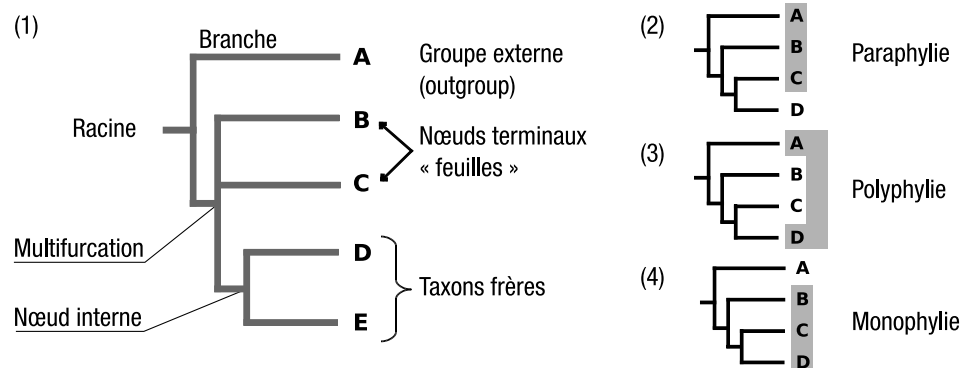 (1)
Branche
A
Groupe externe
(outgroup)
Racine
B
Nœuds terminaux
« feuilles »
C
Multifurcation
D
Taxons frères
Nœud interne
E
(2)
A
B
C
D
Paraphylie
(3)
A
B
C
D
Polyphylie
(4)
A
B
C
D
Monophylie